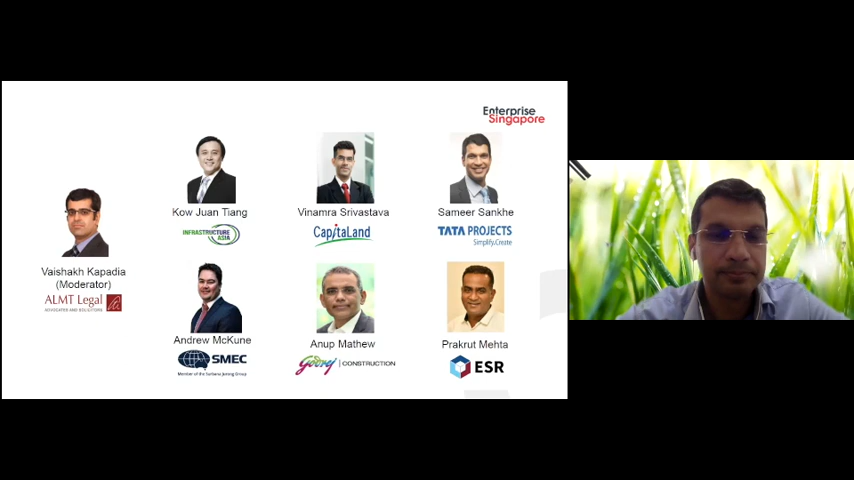 Enterprise
Singapore
Kow Juan Tiang
INFRASTRUCTURE
ASIA
Vinamra Srivastava
CapitaLand
Sameer Sankhe
TATA PROJECTS
Simplify.Create
Vaishakh Kapadia
(Moderator)
ALMT Legal
ADVOCATES AND SOLICITORS
Andrew McKune
SMEC
Member of the Surbana Jurong Group
Anup Mathew
Godrej | CONSTRUCTION
Prakrut Mehta
ESR